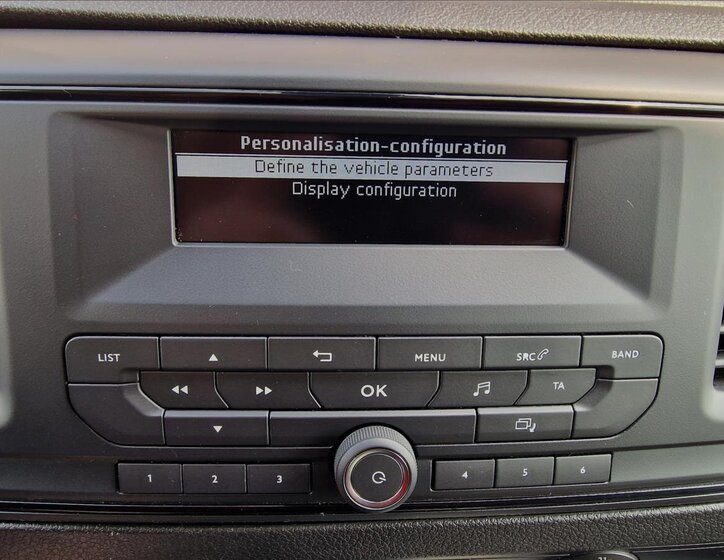 Personalisation-configuration
Define the vehicle parameters
Display configuration
LIST
MENU
SRC
BAND
OK
TA
1
2
3
4
5
6